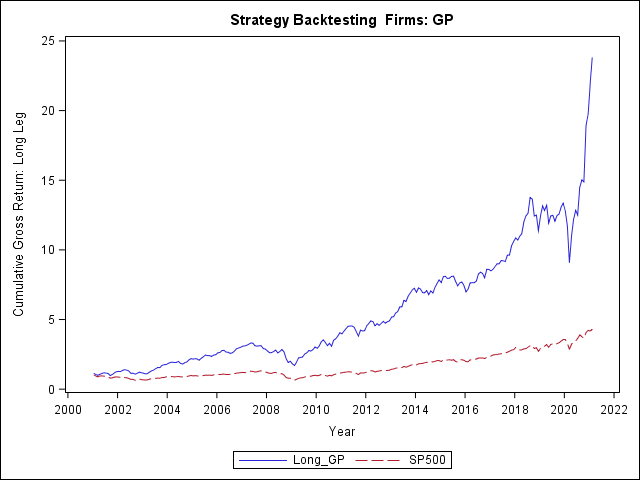 Strategy Backtesting  Firms: GP
Cumulative Gross Return: Long Leg
25
20
15
10
5
0
2000 2002 2004 2006 2008 2010 2012 2014 2016 2018 2020 2022
Year
Long_GP SP500